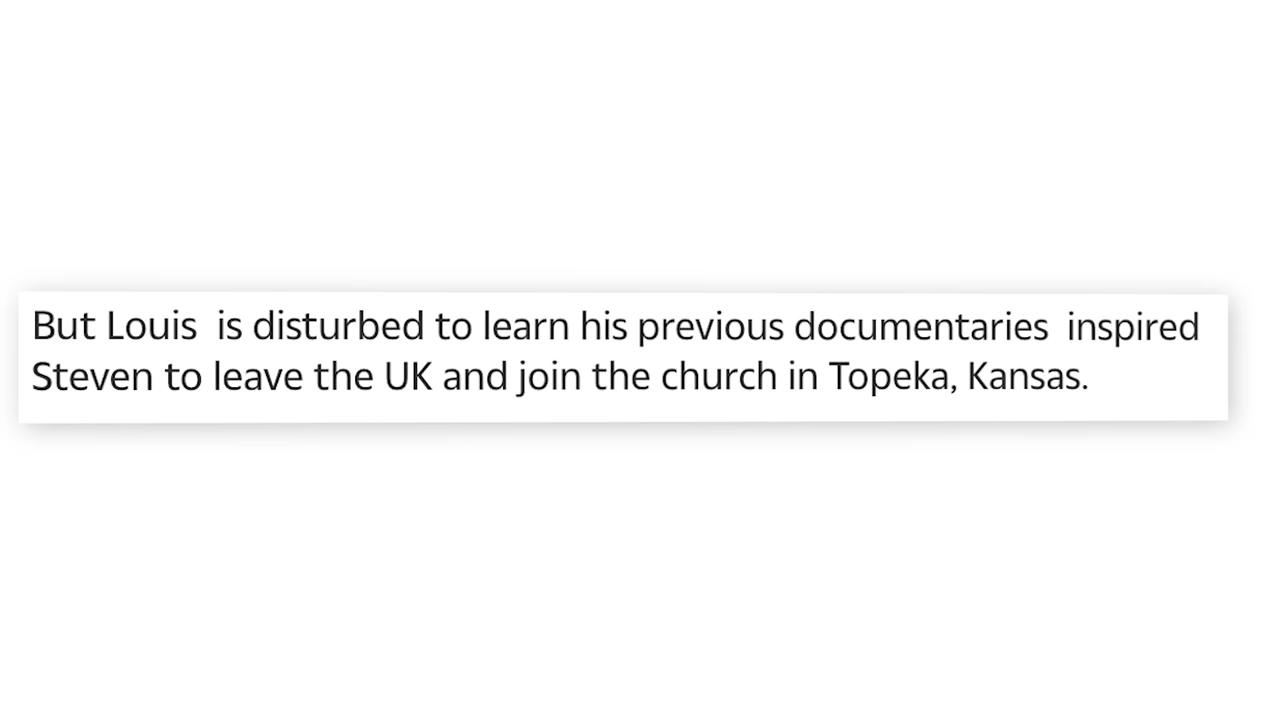 But Louis  is disturbed to learn his previous documentaries  inspired
Steven to leave the UK and join the church in Topeka, Kansas.